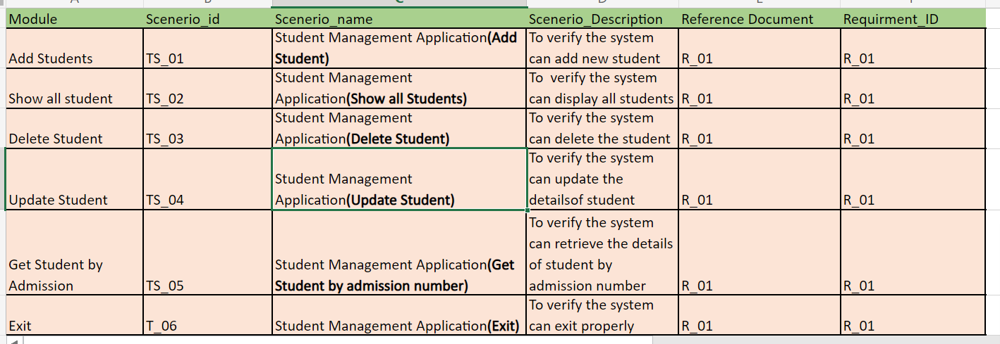 Module Scenerio_id Scenerio_name Scenerio_Description Reference Document Requirment_ID
Add Students TS_01 Student Management Application(Add
Student) To verify the system
can add new student R_01 R_01
Show all student TS_02 Student Management
Application(Show all Students) To  verify the system
can display all students R_01 R_01
Delete Student TS_03 Student Management
Application(Delete Student) To verify the system
can delete the student R_01 R_01
Update Student TS_04 Student Management
Application(Update Student) To verify the system
can update the
detailsof student R_01 R_01
Get Student by
Admission TS_05 Student Management Application(Get
Student by admission number) To verify the system
can retrieve the details
of student by
admission number R_01 R_01
Exit T_06 Student Management Application(Exit) To verify the system
can exit properly R_01 R_01